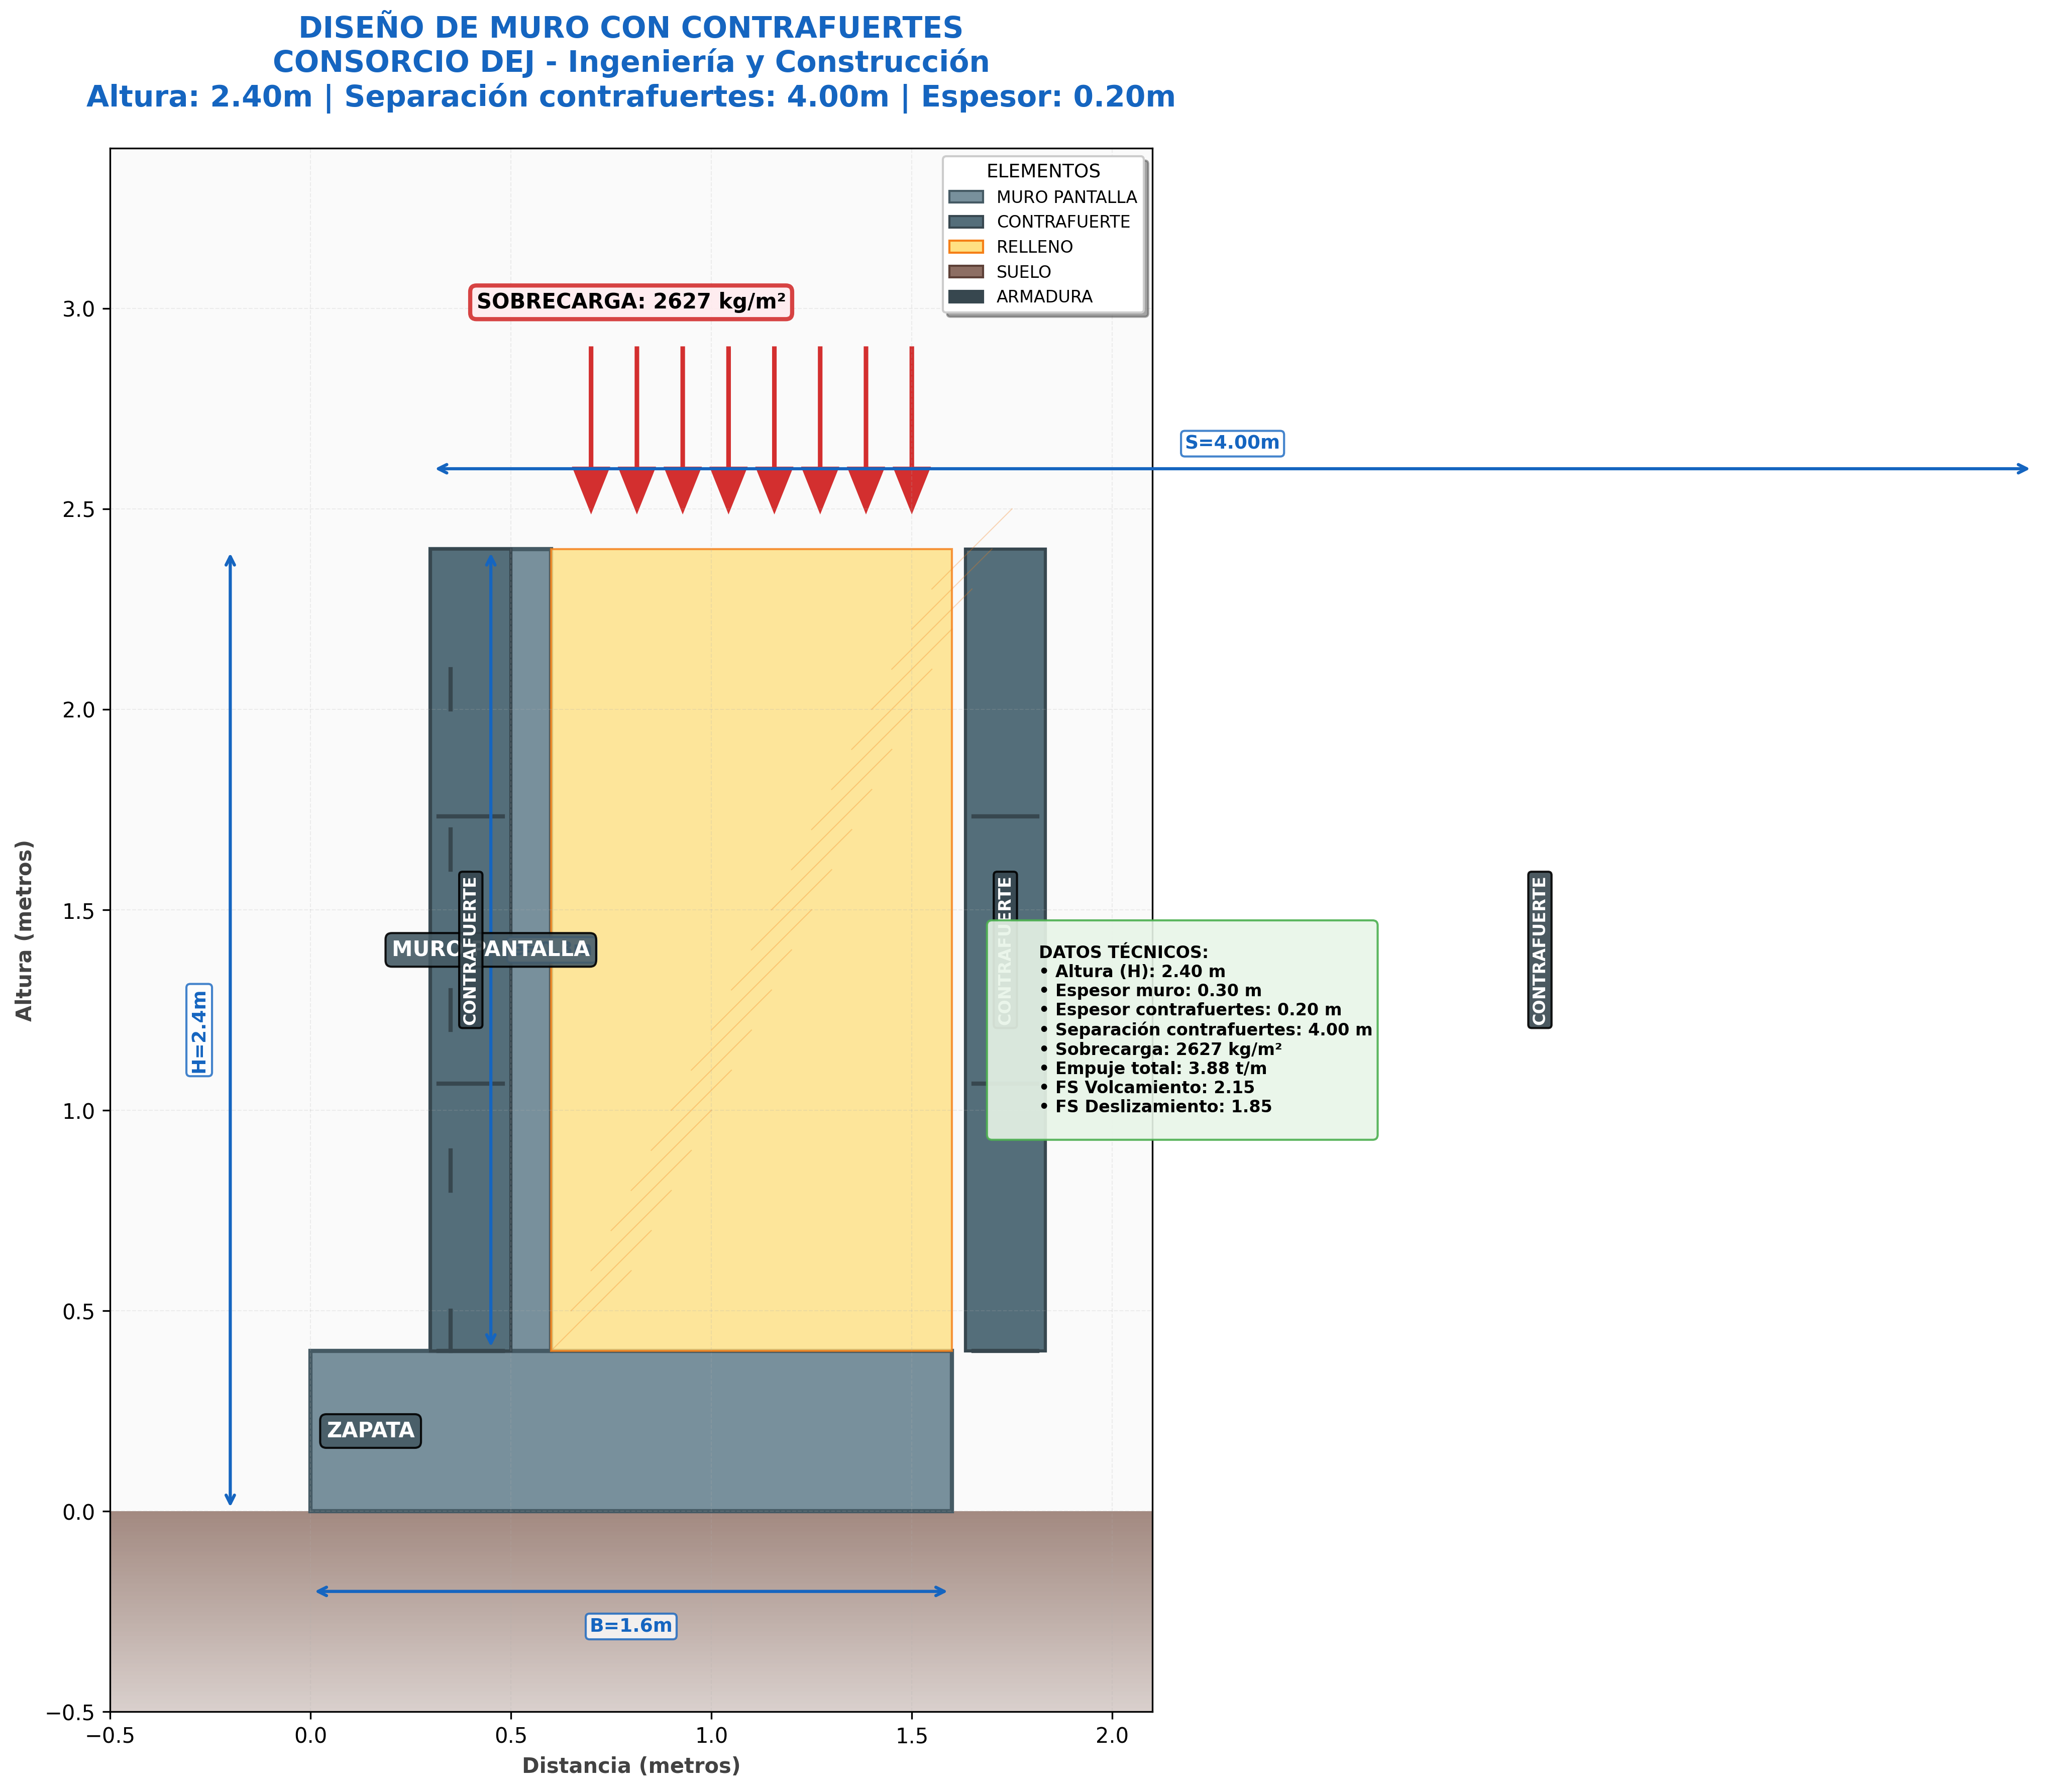 DISEÑO DE MURO CON CONTRAFUERTES
CONSORCIO DEJ - Ingeniería y Construcción
Altura: 2.40m | Separación contrafuertes: 4.00m | Espesor: 0.20m
ELEMENTOS
MURO PANTALLA
CONTRAFUERTE
RELLENO
SUELO
ARMADURA
SOBRECARGA: 2627 kg/m²
S=4.00m
MURO PANTALLA
CONTRAFUERTE
CONTRAFUERTE
CONTRAFUERTE
DATOS TÉCNICOS:
• Altura (H): 2.40 m
• Espesor muro: 0.30 m
• Espesor contrafuertes: 0.20 m
• Separación contrafuertes: 4.00 m
• Sobrecarga: 2627 kg/m²
• Empuje total: 3.88 t/m
• FS Volcamiento: 2.15
• FS Deslizamiento: 1.85
H=2.4m
ZAPATA
B=1.6m
Altura (metros)
3.0
2.5
2.0
1.5
1.0
0.5
0.0
−0.5
−0.5
0.0
0.5
1.0
1.5
2.0
Distancia (metros)